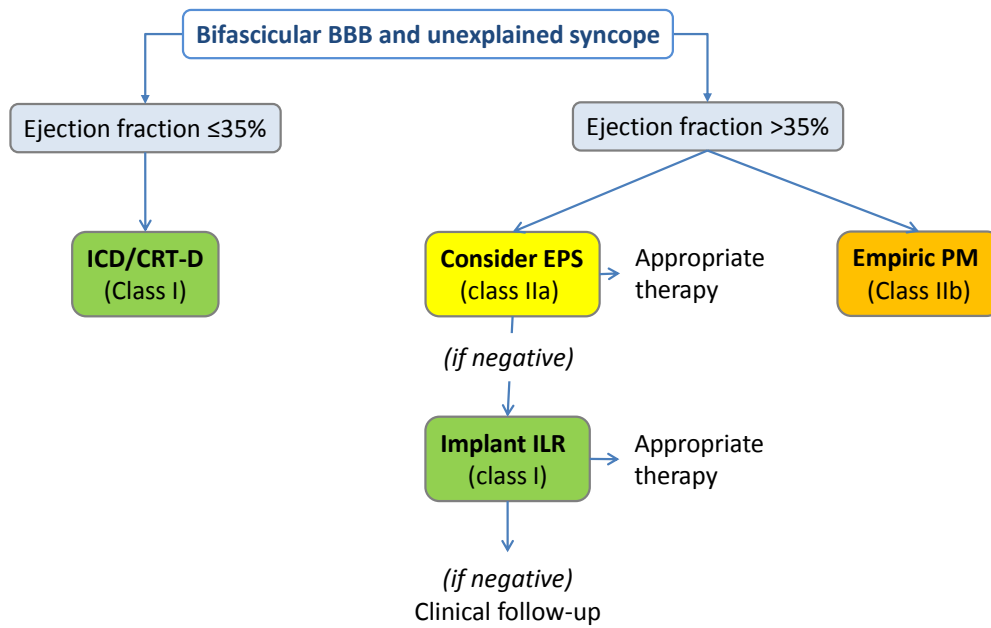 Bifascicular BBB and unexplained syncope
Ejection fraction ≤35%
Ejection fraction >35%
ICD/CRT-D
(Class I)
Consider EPS
(class IIa)
Appropriate
therapy
Empiric PM
(Class IIb)
(if negative)
Implant ILR
(class I)
Appropriate
therapy
(if negative)
Clinical follow-up